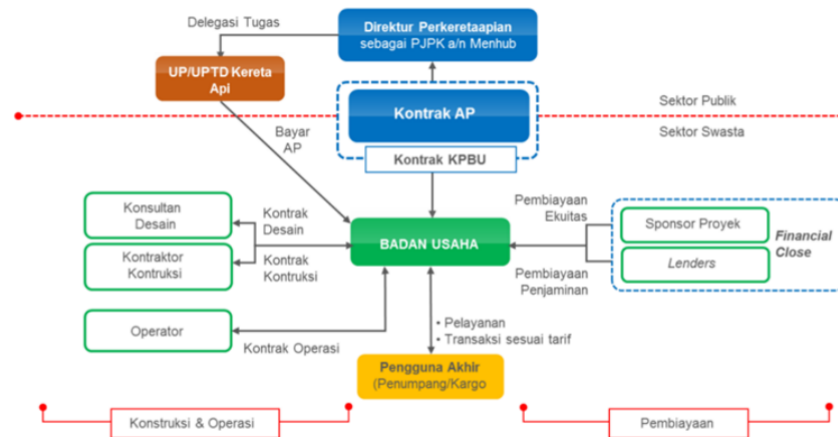 Delegasi Tugas
Direktur Perkeretaapian
sebagai PJPK a/n Menhub
UP/UPTD Kereta
Api
Kontrak AP
Sektor Publik
Sektor Swasta
Bayar
AP
Kontrak KPBU
Konsultan
Desain
Kontrak
Desain
BADAN USAHA
Pembiayaan
Ekuitas
Sponsor Proyek
Financial
Close
Kontraktor
Kontruksi
Kontrak
Kontruksi
Pembiayaan
Penjaminan
Lenders
Operator
Kontrak Operasi
• Pelayanan
• Transaksi sesuai tarif
Pengguna Akhir
(Penumpang/Kargo
Konstruksi & Operasi
Pembiayaan